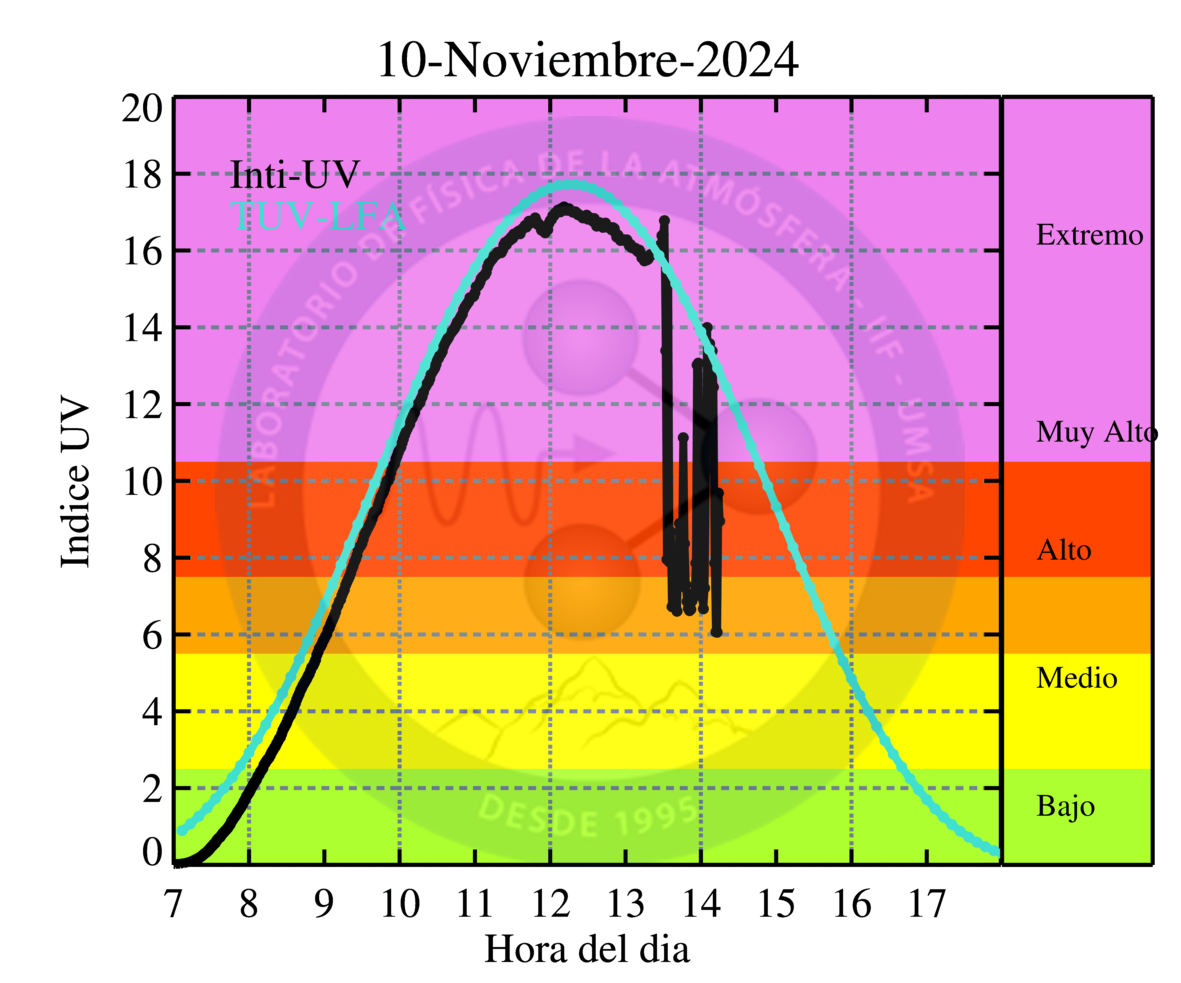 10-Noviembre-2024
20
18
16
14
12
10
8
6
4
2
0
Indice UV
Inti-UV
TUV-LFA
LABORATORIO DE FÍSICA DE LA ATMÓSFERA - IIF - UMSA
DESDE 1995
Extremo
Muy Alto
Alto
Medio
Bajo
7 8 9 10 11 12 13 14 15 16 17
Hora del dia